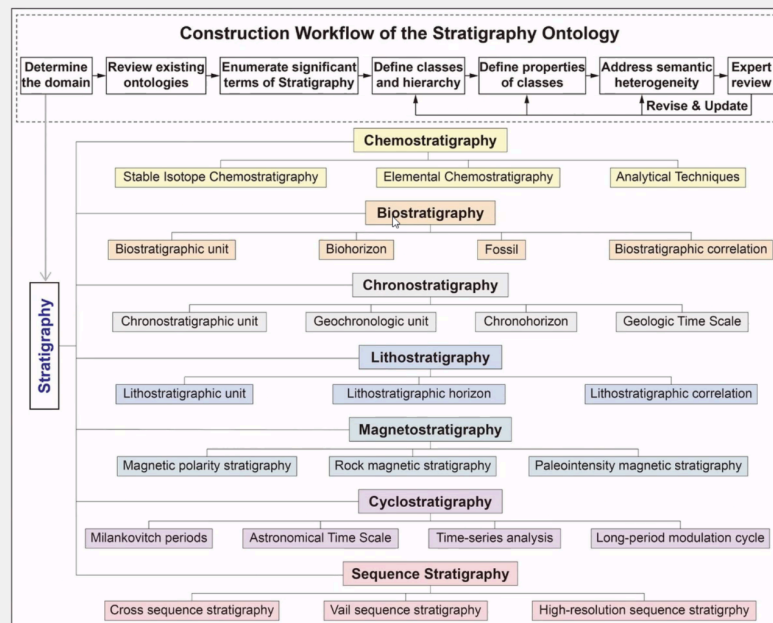 Construction Workflow of the Stratigraphy Ontology
Determine
the domain
Review existing
ontologies
Enumerate significant
terms of Stratigraphy
Define classes
and hierarchy
Define properties
of classes
Address semantic
heterogeneity
Expert
review
Revise & Update
Stratigraphy
Chemostratigraphy
Stable Isotope Chemostratigraphy
Elemental Chemostratigraphy
Analytical Techniques
Biostratigraphy
Biostratigraphic unit
Biohorizon
Fossil
Biostratigraphic correlation
Chronostratigraphy
Chronostratigraphic unit
Geochronologic unit
Chronohorizon
Geologic Time Scale
Lithostratigraphy
Lithostratigraphic unit
Lithostratigraphic horizon
Lithostratigraphic correlation
Magnetostratigraphy
Magnetic polarity stratigraphy
Rock magnetic stratigraphy
Paleointensity magnetic stratigraphy
Cyclostratigraphy
Milankovitch periods
Astronomical Time Scale
Time-series analysis
Long-period modulation cycle
Sequence Stratigraphy
Cross sequence stratigraphy
Vail sequence stratigraphy
High-resolution sequence stratigrphy